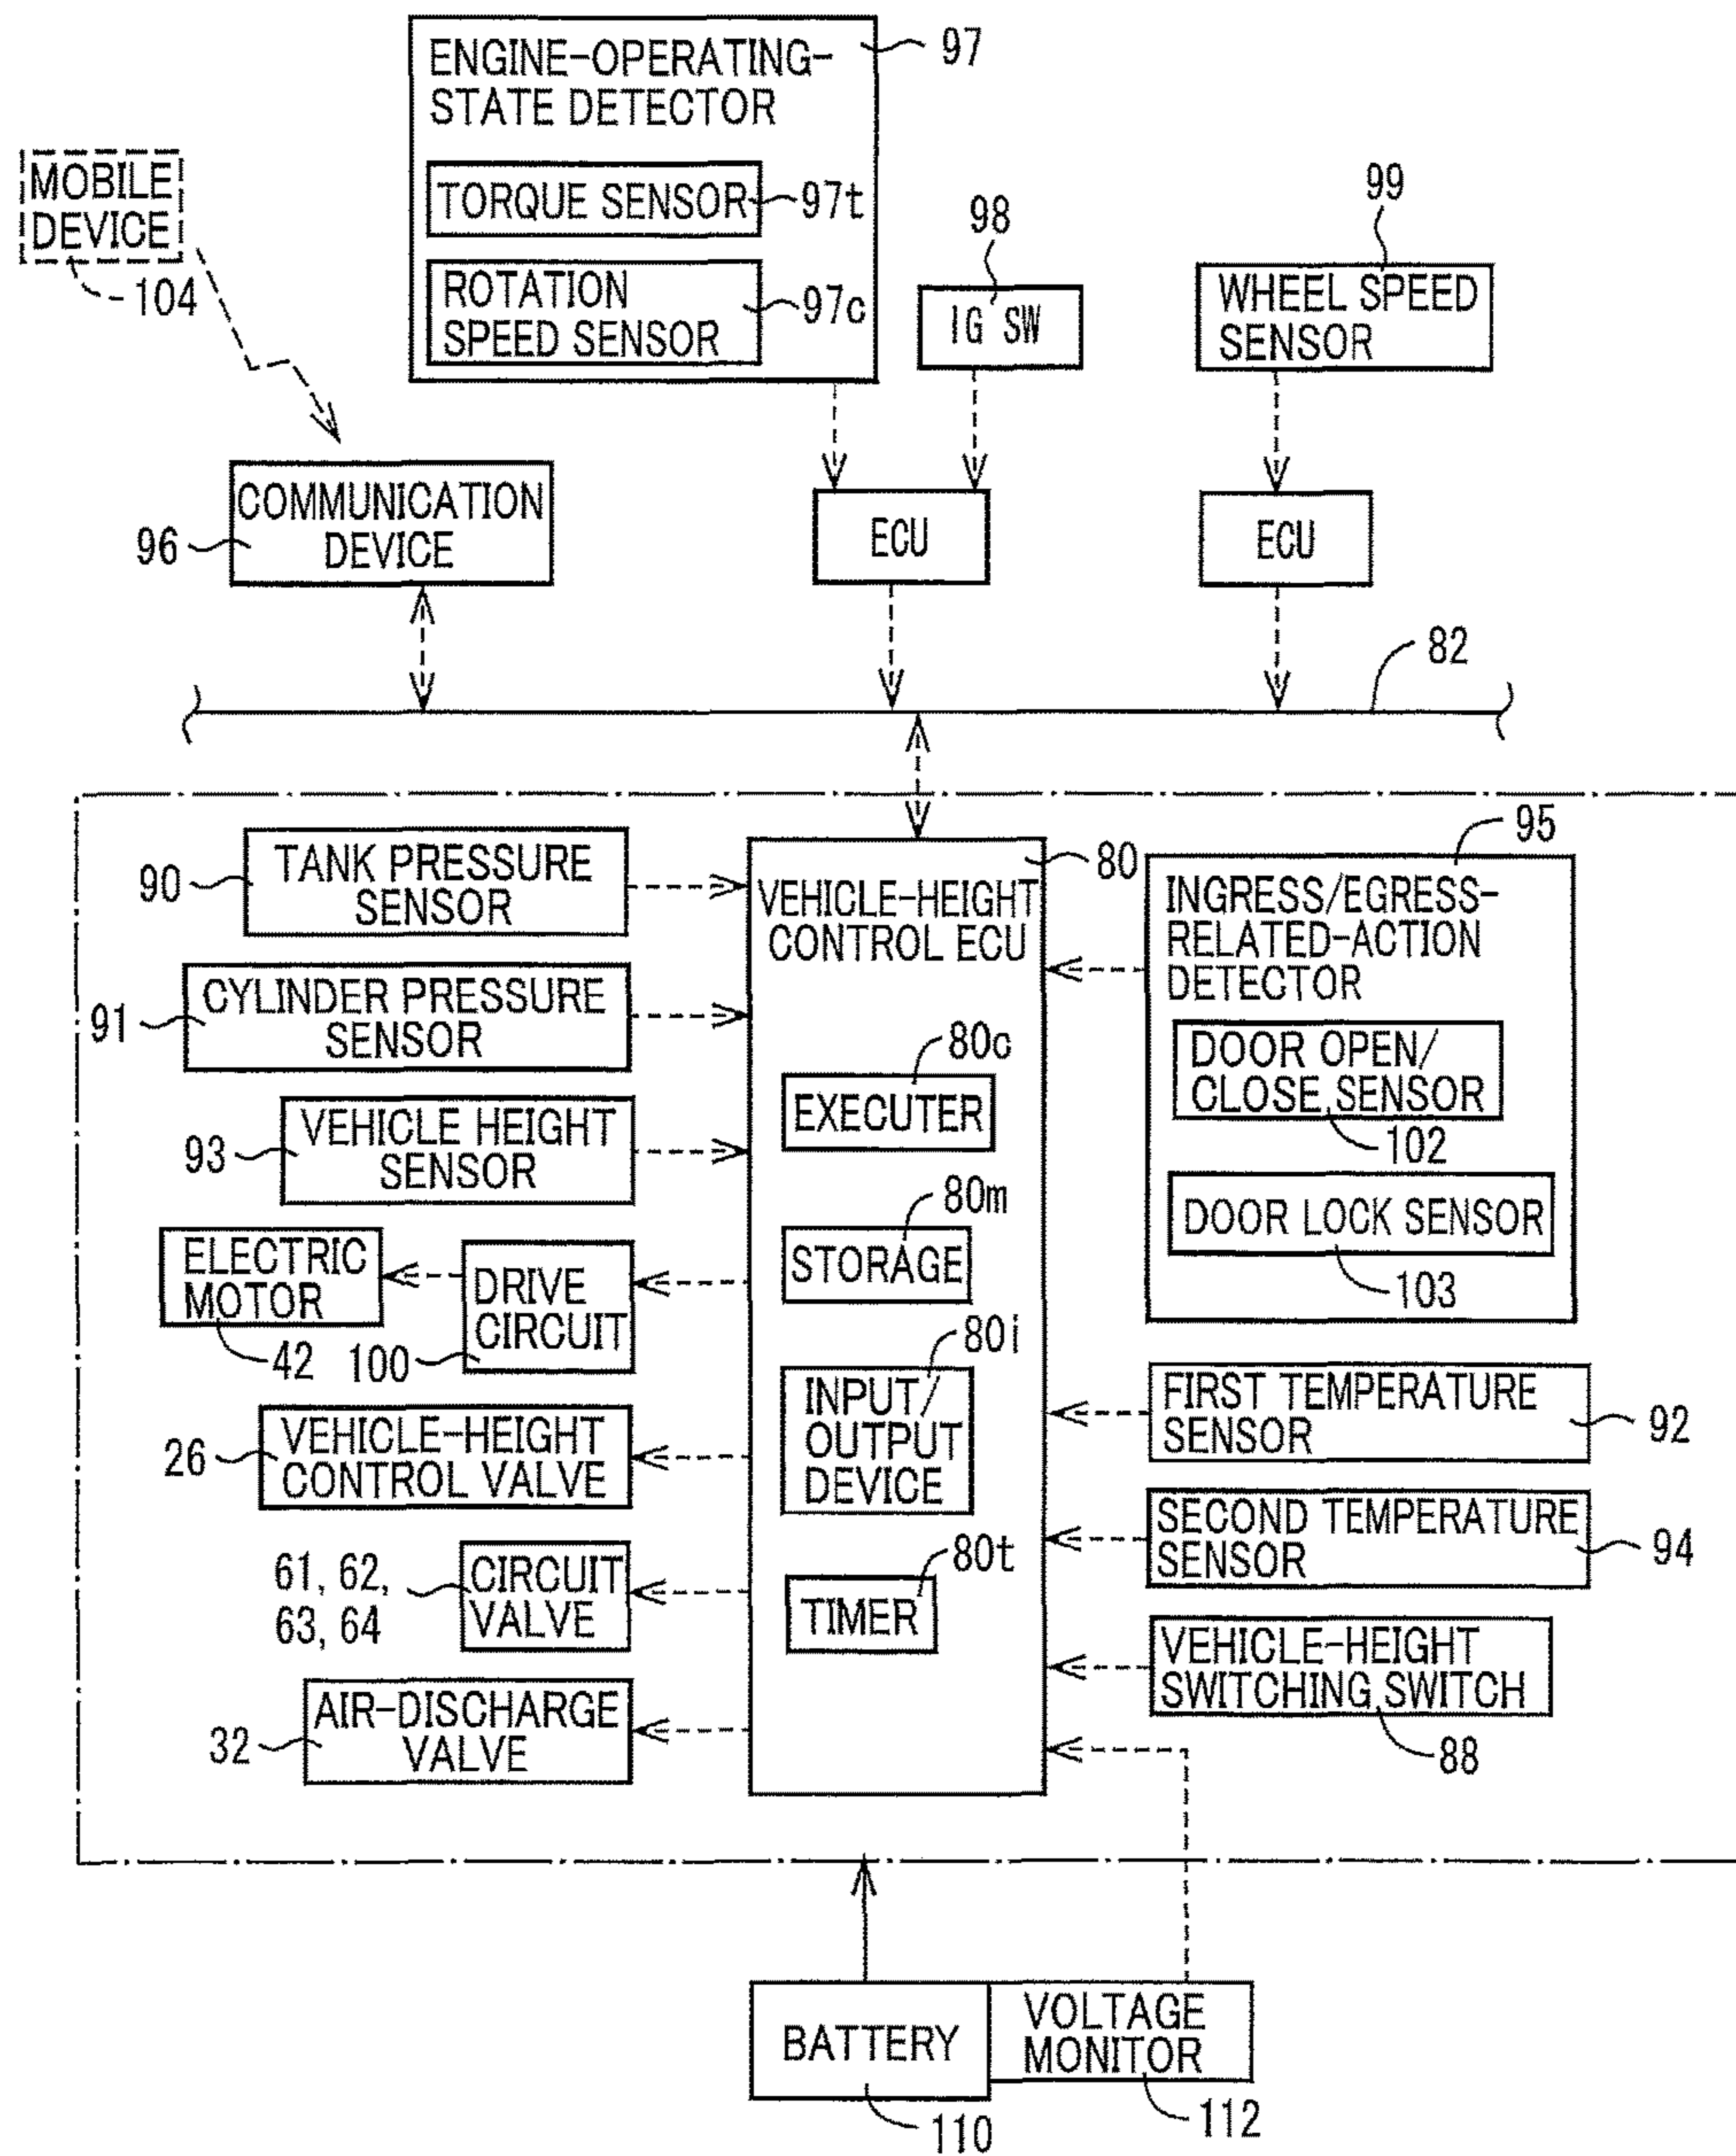 ENGINE-OPERATING-
STATE DETECTOR
97
TORQUE SENSOR
97t
ROTATION
SPEED SENSOR
97c
MOBILE
DEVICE
104
98
IG SW
99
WHEEL SPEED
SENSOR
COMMUNICATION
DEVICE
96
ECU
ECU
82
TANK PRESSURE
SENSOR
90
CYLINDER PRESSURE
SENSOR
91
VEHICLE HEIGHT
SENSOR
93
ELECTRIC
MOTOR
42
DRIVE
CIRCUIT
100
VEHICLE-HEIGHT
CONTROL VALVE
26
CIRCUIT
VALVE
61, 62,
63, 64
AIR-DISCHARGE
VALVE
32
80
VEHICLE-HEIGHT
CONTROL ECU
80c
EXECUTER
80m
STORAGE
80i
INPUT/
OUTPUT
DEVICE
80t
TIMER
95
INGRESS/EGRESS-
RELATED-ACTION
DETECTOR
DOOR OPEN/
CLOSE SENSOR
102
DOOR LOCK SENSOR
103
FIRST TEMPERATURE
SENSOR
92
SECOND TEMPERATURE
SENSOR
94
VEHICLE-HEIGHT
SWITCHING SWITCH
88
BATTERY
110
VOLTAGE
MONITOR
112